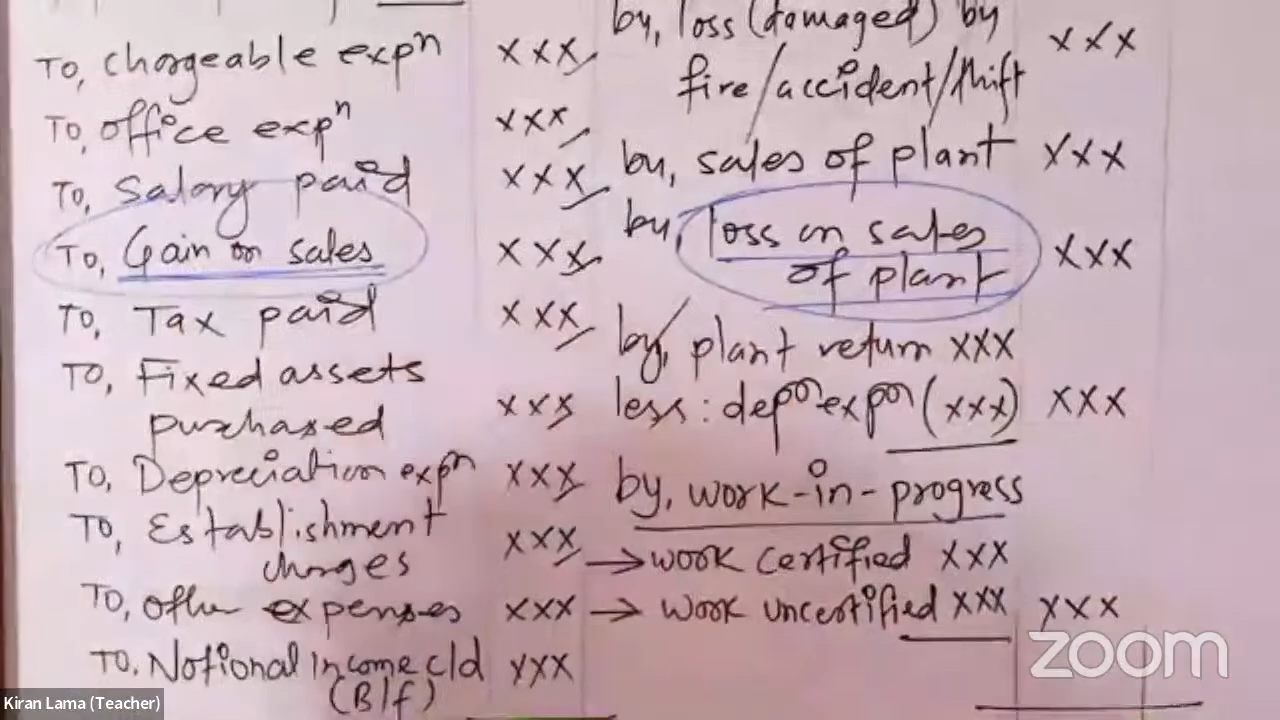 To, chargeable expⁿ xxx
To, office expⁿ xxx
To, Salary paid xxx
To, Gain on sales xxx
To, Tax paid xxx
To, Fixed assets
purchased xxx
To, Depreciation expⁿ xxx
To, Establishment
charges xxx
To, other expenses xxx
To, Notional income c/d xxx
(B/f)
by, loss (damaged) by
fire/accident/thift xxx
by, sales of plant xxx
by, loss on sales
of plant xxx
by, plant return xxx
less: depⁿ expⁿ (xxx) xxx
by, work-in-progress
→ work certified xxx
→ work uncertified xxx xxx
zoom
Kiran Lama (Teacher)